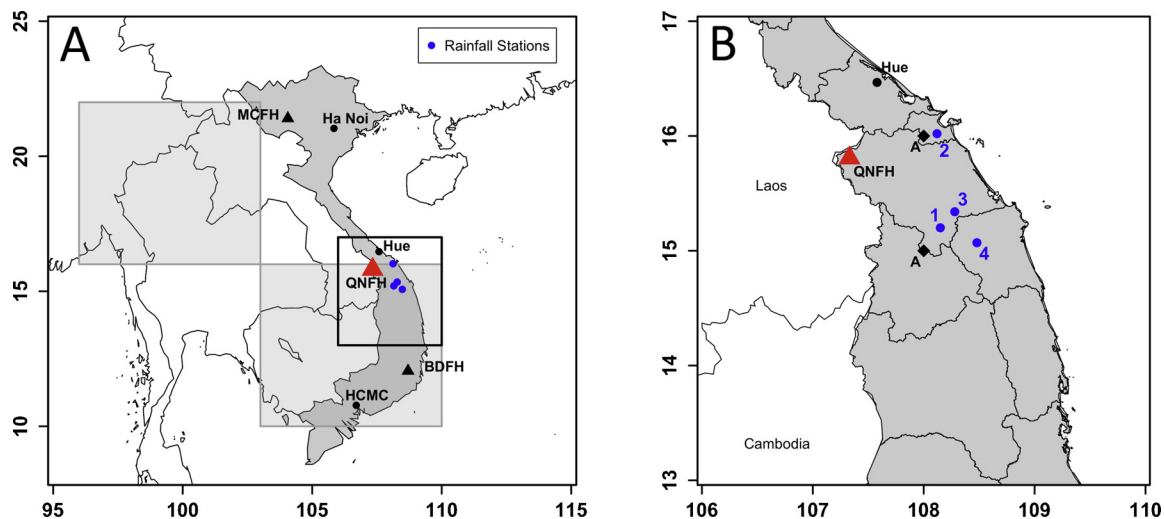 A
Rainfall Stations
MCFH
Ha Noi
Hue
QNFH
BDFH
HCMC
25
20
15
10
95
100
105
110
115
B
Hue
A
2
QNFH
Laos
3
1
4
A
Cambodia
17
16
15
14
13
106
107
108
109
110